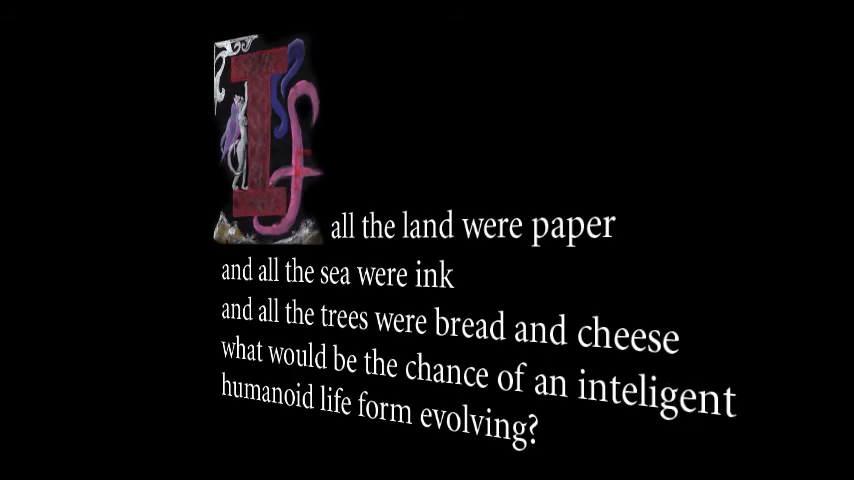 If all the land were paper
and all the sea were ink
and all the trees were bread and cheese
what would be the chance of an inteligent
humanoid life form evolving?